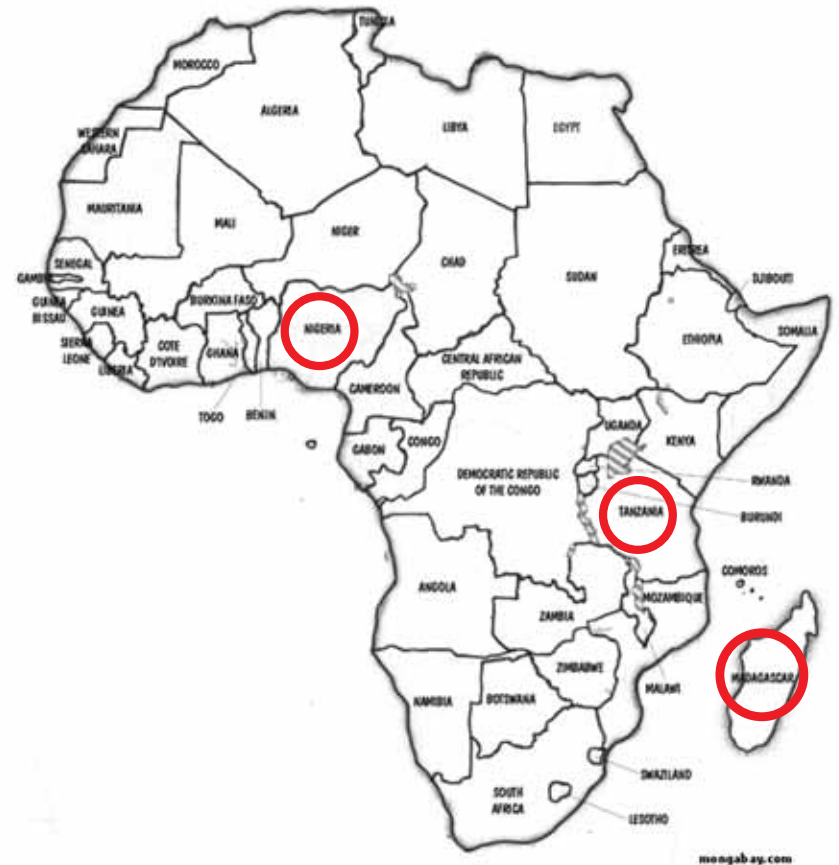 TUNISIA
MOROCCO
ALGERIA
LIBYA
EGYPT
WESTERN
SAHARA
MAURITANIA
MALI
NIGER
CHAD
SUDAN
ERITREA
DJIBOUTI
SENEGAL
GAMBIA
GUINEA
BISSAU
GUINEA
BURKINA FASO
NIGERIA
ETHIOPIA
SOMALIA
SIERRA
LEONE
LIBERIA
COTE
D'IVOIRE
GHANA
TOGO
BENIN
CENTRAL AFRICAN
REPUBLIC
CAMEROON
GABON
CONGO
DEMOCRATIC REPUBLIC
OF THE CONGO
UGANDA
KENYA
RWANDA
BURUNDI
TANZANIA
COMOROS
ANGOLA
ZAMBIA
MOZAMBIQUE
MALAWI
MADAGASCAR
ZIMBABWE
NAMIBIA
BOTSWANA
SWAZILAND
SOUTH
AFRICA
LESOTHO
mongabay.com